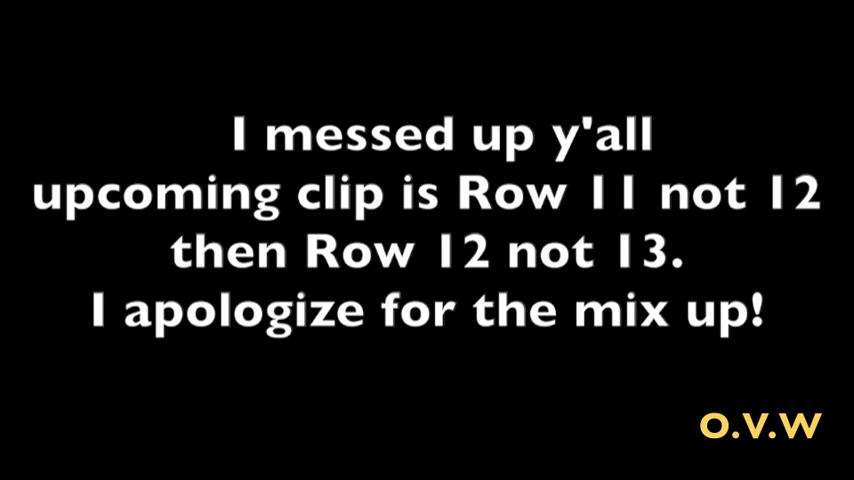 I messed up y'all
upcoming clip is Row 11 not 12
then Row 12 not 13.
I apologize for the mix up!
O.V.W